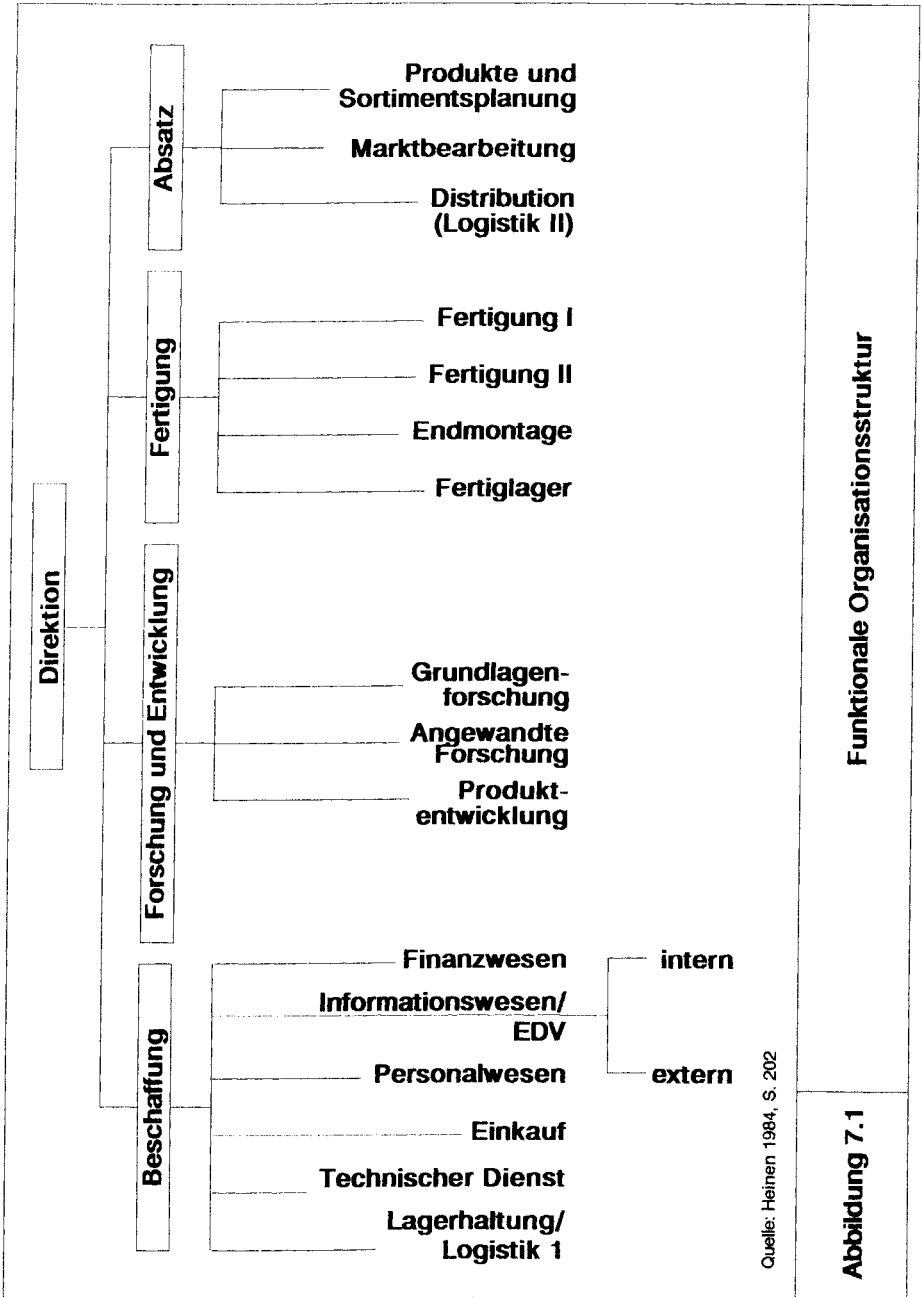 Direktion
Beschaffung
Forschung und Entwicklung
Fertigung
Absatz
Lagerhaltung/
Logistik 1
Technischer Dienst
Einkauf
Personalwesen
Informationswesen/
EDV
Finanzwesen
extern
intern
Produkt-
entwicklung
Angewandte
Forschung
Grundlagen-
forschung
Fertiglager
Endmontage
Fertigung II
Fertigung I
Distribution
(Logistik II)
Marktbearbeitung
Produkte und
Sortimentsplanung
Quelle: Heinen 1984, S. 202
Abbildung 7.1
Funktionale Organisationsstruktur